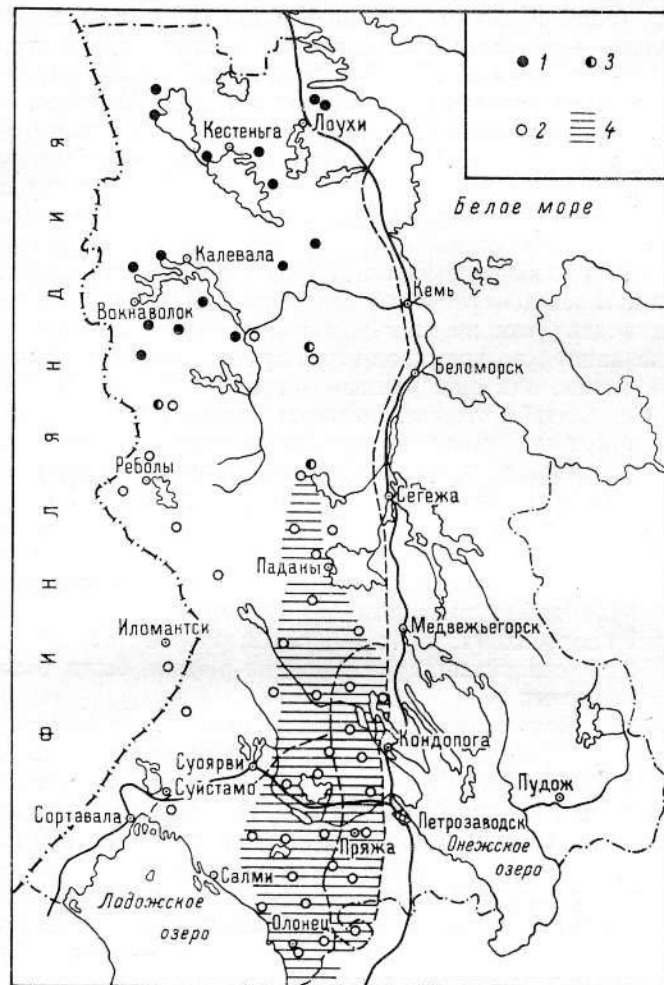 1
3
2
4
Кестеньга
Лоухи
Белое море
Калевала
Вокнаволок
Кемь
Беломорск
Реболы
Сегежа
Паданы
Иломантси
Медвежьегорск
Кондопога
Суоярви
Суйстамо
Пудож
Сортавала
Петрозаводск
Пряжа
Онежское
озеро
Салми
Ладожское
озеро
Олонец
ФИНЛЯНДИЯ